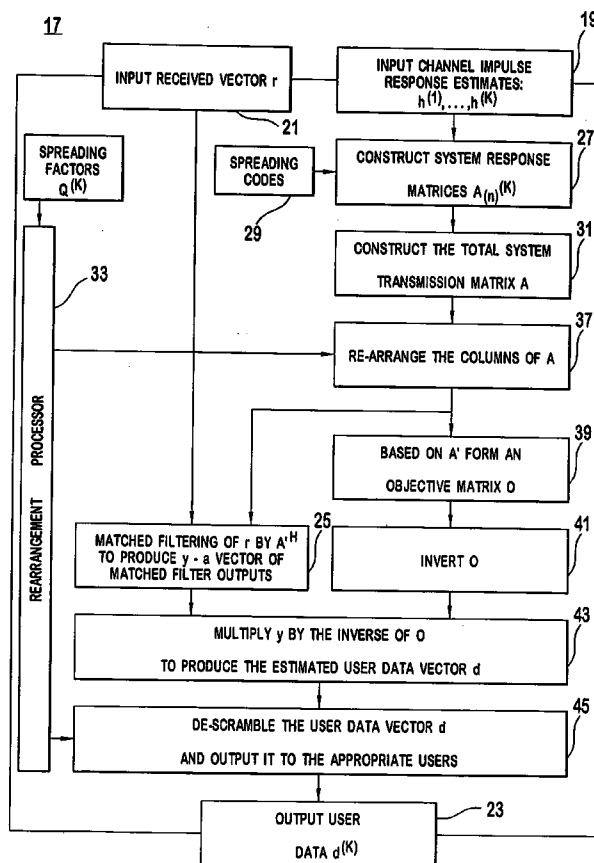 17
19
INPUT RECEIVED VECTOR r
21
INPUT CHANNEL IMPULSE
RESPONSE ESTIMATES:
h(1),...,h(K)
SPREADING
FACTORS
Q(K)
SPREADING
CODES
29
CONSTRUCT SYSTEM RESPONSE
MATRICES A(n)(K)
27
CONSTRUCT THE TOTAL SYSTEM
TRANSMISSION MATRIX A
31
33
RE-ARRANGE THE COLUMNS OF A
37
REARRANGEMENT PROCESSOR
BASED ON A' FORM AN
OBJECTIVE MATRIX O
39
MATCHED FILTERING OF r BY A'H
TO PRODUCE y - a VECTOR OF
MATCHED FILTER OUTPUTS
25
INVERT O
41
MULTIPLY y BY THE INVERSE OF O
TO PRODUCE THE ESTIMATED USER DATA VECTOR d
43
DE-SCRAMBLE THE USER DATA VECTOR d
AND OUTPUT IT TO THE APPROPRIATE USERS
45
OUTPUT USER
DATA d(K)
23